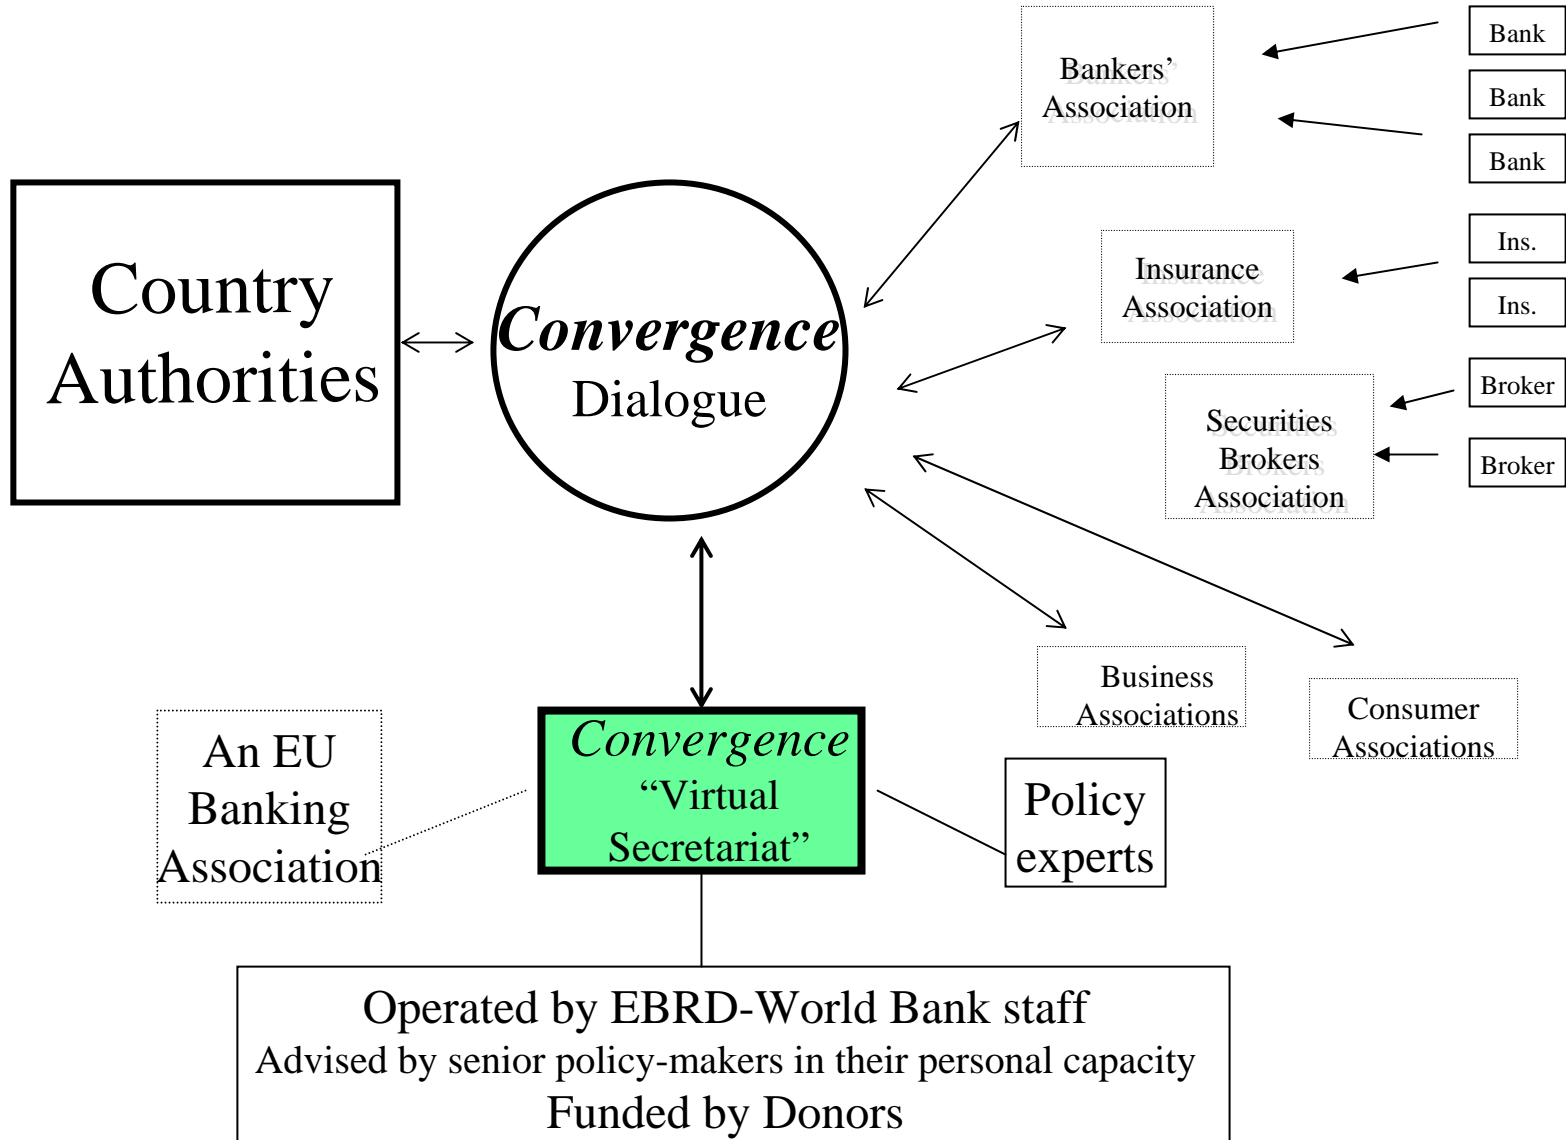 Country
Authorities
Convergence
Dialogue
Bankers’
Association
Bank
Bank
Bank
Insurance
Association
Ins.
Ins.
Securities
Brokers
Association
Broker
Broker
Business
Associations
Consumer
Associations
An EU
Banking
Association
Convergence
“Virtual
Secretariat”
Policy
experts
Operated by EBRD-World Bank staff
Advised by senior policy-makers in their personal capacity
Funded by Donors